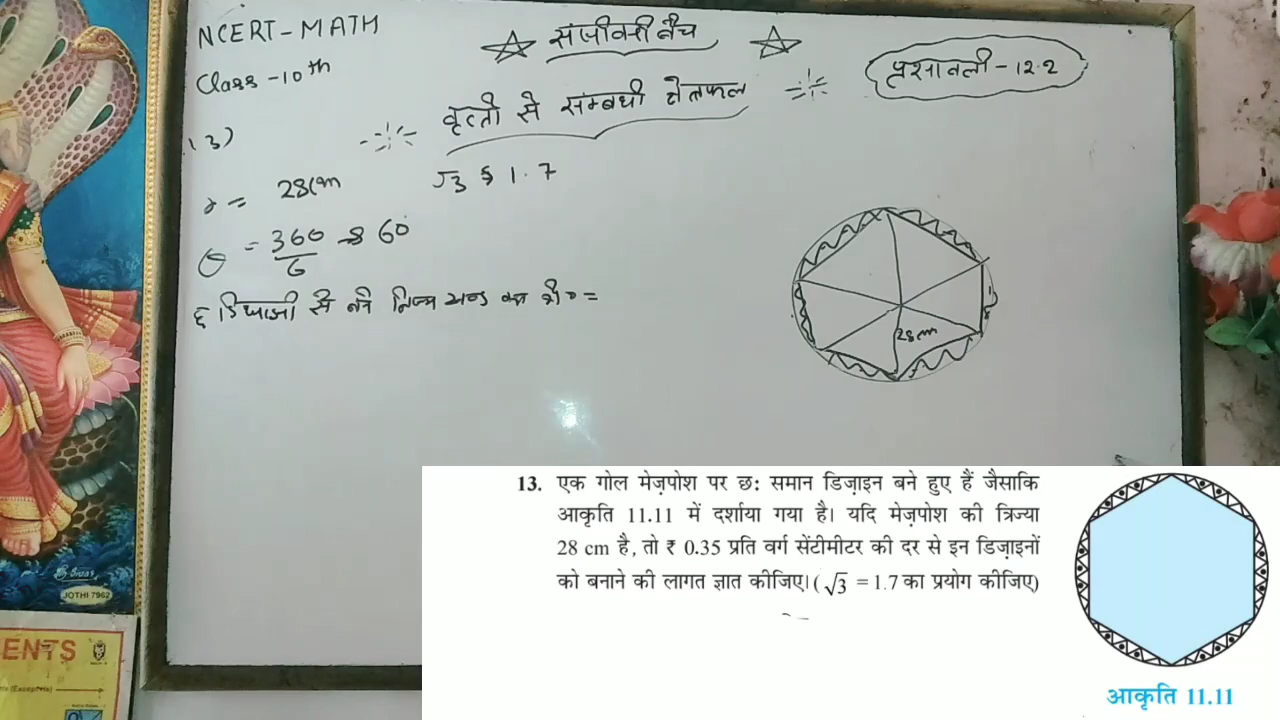 NCERT-MATH
संजीवनी बैच
Class-10th
प्रश्नावली-12.2
वृत्तो से सम्बधी क्षेत्रफल
13)
r = 28cm √3 = 1.7
θ = 360/6 = 60°
28cm
13. एक गोल मेज़पोश पर छ: समान डिज़ाइन बने हुए हैं जैसाकि
आकृति 11.11 में दर्शाया गया है। यदि मेज़पोश की त्रिज्या
28 cm है, तो ₹ 0.35 प्रति वर्ग सेंटीमीटर की दर से इन डिज़ाइनों
को बनाने की लागत ज्ञात कीजिए। (√3 = 1.7 का प्रयोग कीजिए)
आकृति 11.11
JOTHI 7962
ENTS